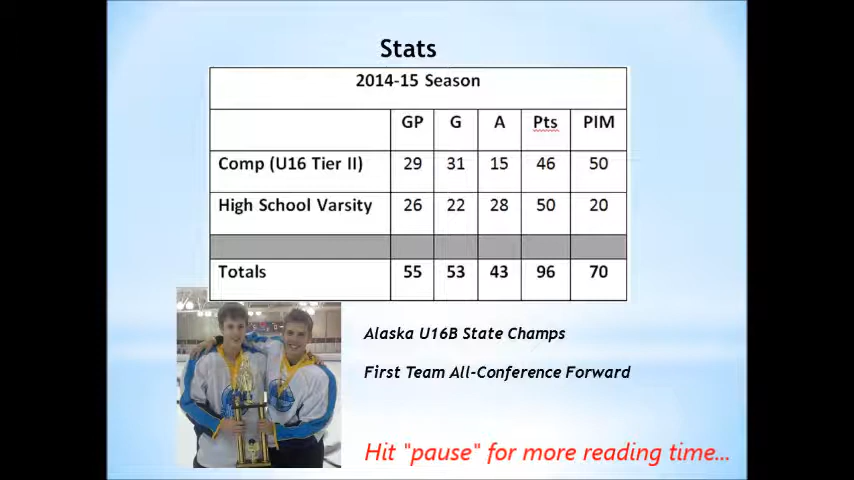 Stats
2014-15 Season
GP G A Pts PIM
Comp (U16 Tier II) 29 31 15 46 50
High School Varsity 26 22 28 50 20
Totals 55 53 43 96 70
Alaska U16B State Champs
First Team All-Conference Forward
Hit "pause" for more reading time...